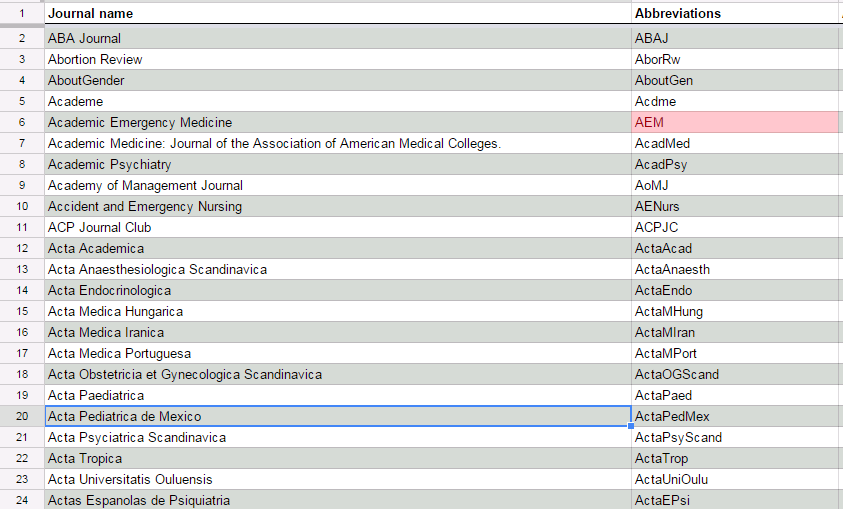 1 Journal name Abbreviations
2 ABA Journal ABAJ
3 Abortion Review AborRw
4 AboutGender AboutGen
5 Academe Acdme
6 Academic Emergency Medicine AEM
7 Academic Medicine: Journal of the Association of American Medical Colleges. AcadMed
8 Academic Psychiatry AcadPsy
9 Academy of Management Journal AoMJ
10 Accident and Emergency Nursing AENurs
11 ACP Journal Club ACPJC
12 Acta Academica ActaAcad
13 Acta Anaesthesiologica Scandinavica ActaAnaesth
14 Acta Endocrinologica ActaEndo
15 Acta Medica Hungarica ActaMHung
16 Acta Medica Iranica ActaMIran
17 Acta Medica Portuguesa ActaMPort
18 Acta Obstetricia et Gynecologica Scandinavica ActaOGScand
19 Acta Paediatrica ActaPaed
20 Acta Pediatrica de Mexico ActaPedMex
21 Acta Psyciatrica Scandinavica ActaPsyScand
22 Acta Tropica ActaTrop
23 Acta Universitatis Ouluensis ActaUniOulu
24 Actas Espanolas de Psiquiatria ActaEPsi